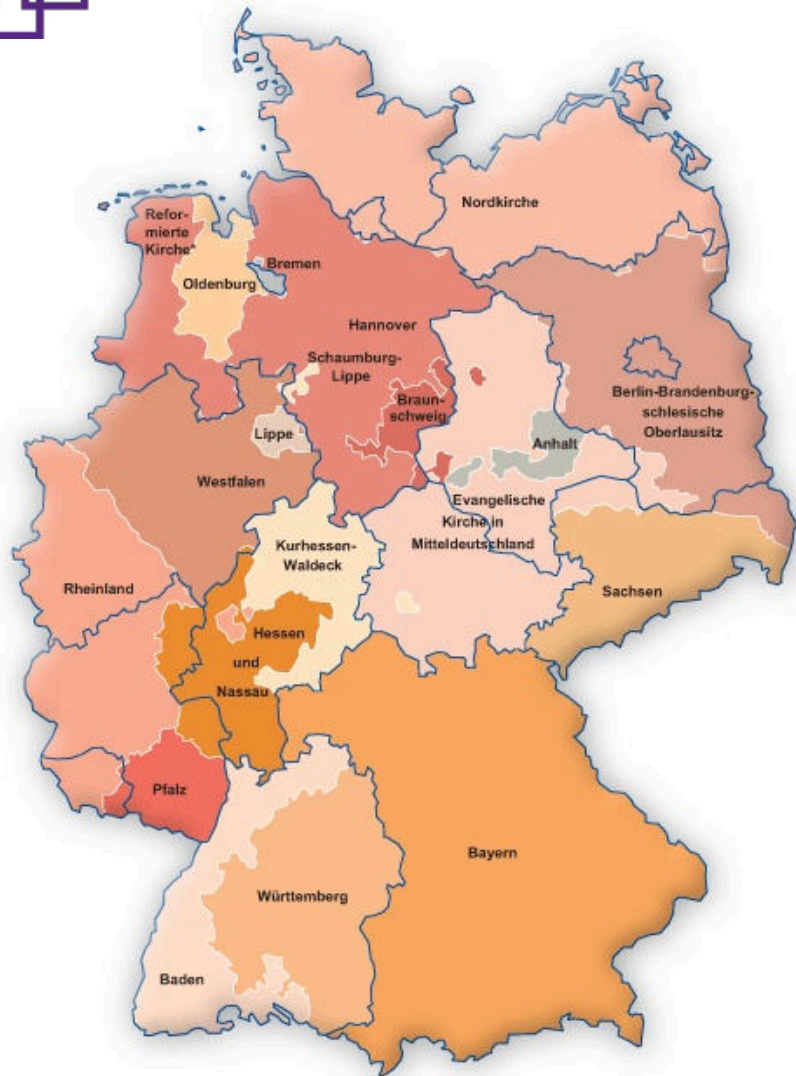 Nordkirche
Refor-
mierte
Kirche*
Oldenburg
Bremen
Hannover
Schaumburg-
Lippe
Braun-
schweig
Berlin-Brandenburg-
schlesische
Oberlausitz
Lippe
Anhalt
Westfalen
Evangelische
Kirche in
Mitteldeutschland
Kurhessen-
Waldeck
Rheinland
Sachsen
Hessen
und
Nassau
Pfalz
Bayern
Württemberg
Baden